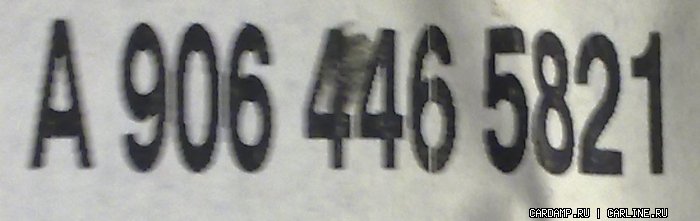 A 906 446 5821
CARDAMP.RU | CARLINE.RU